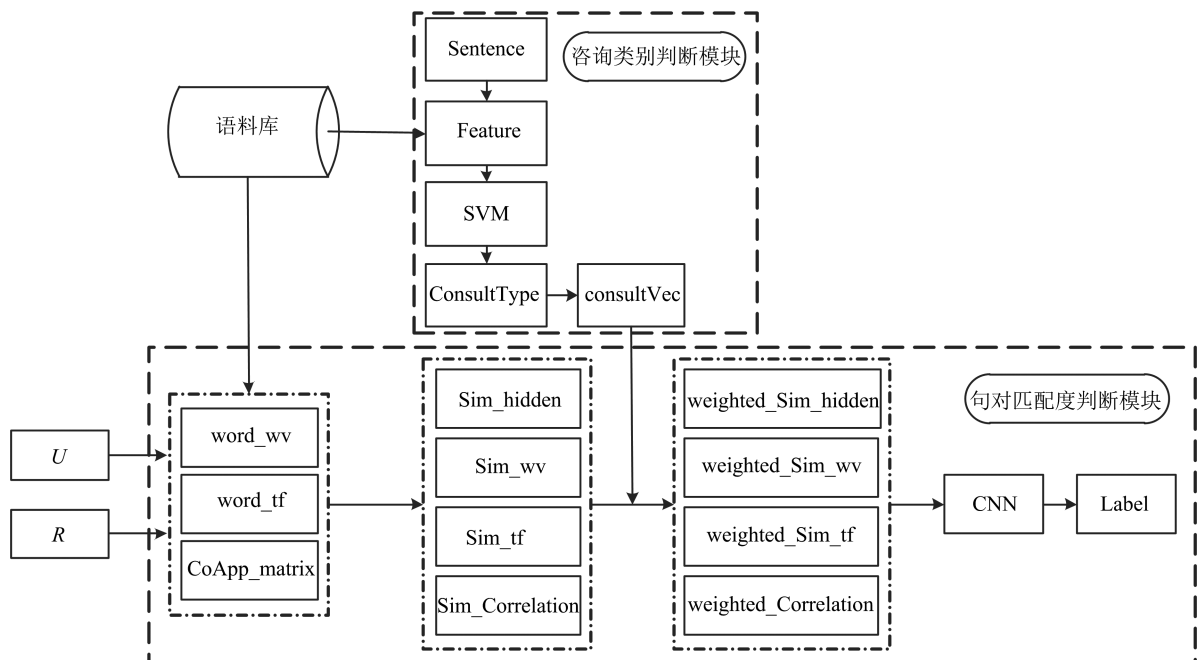 Sentence
咨询类别判断模块
语料库
Feature
SVM
ConsultType
consultVec
句对匹配度判断模块
U
R
word_wv
word_tf
CoApp_matrix
Sim_hidden
Sim_wv
Sim_tf
Sim_Correlation
weighted_Sim_hidden
weighted_Sim_wv
weighted_Sim_tf
weighted_Correlation
CNN
Label